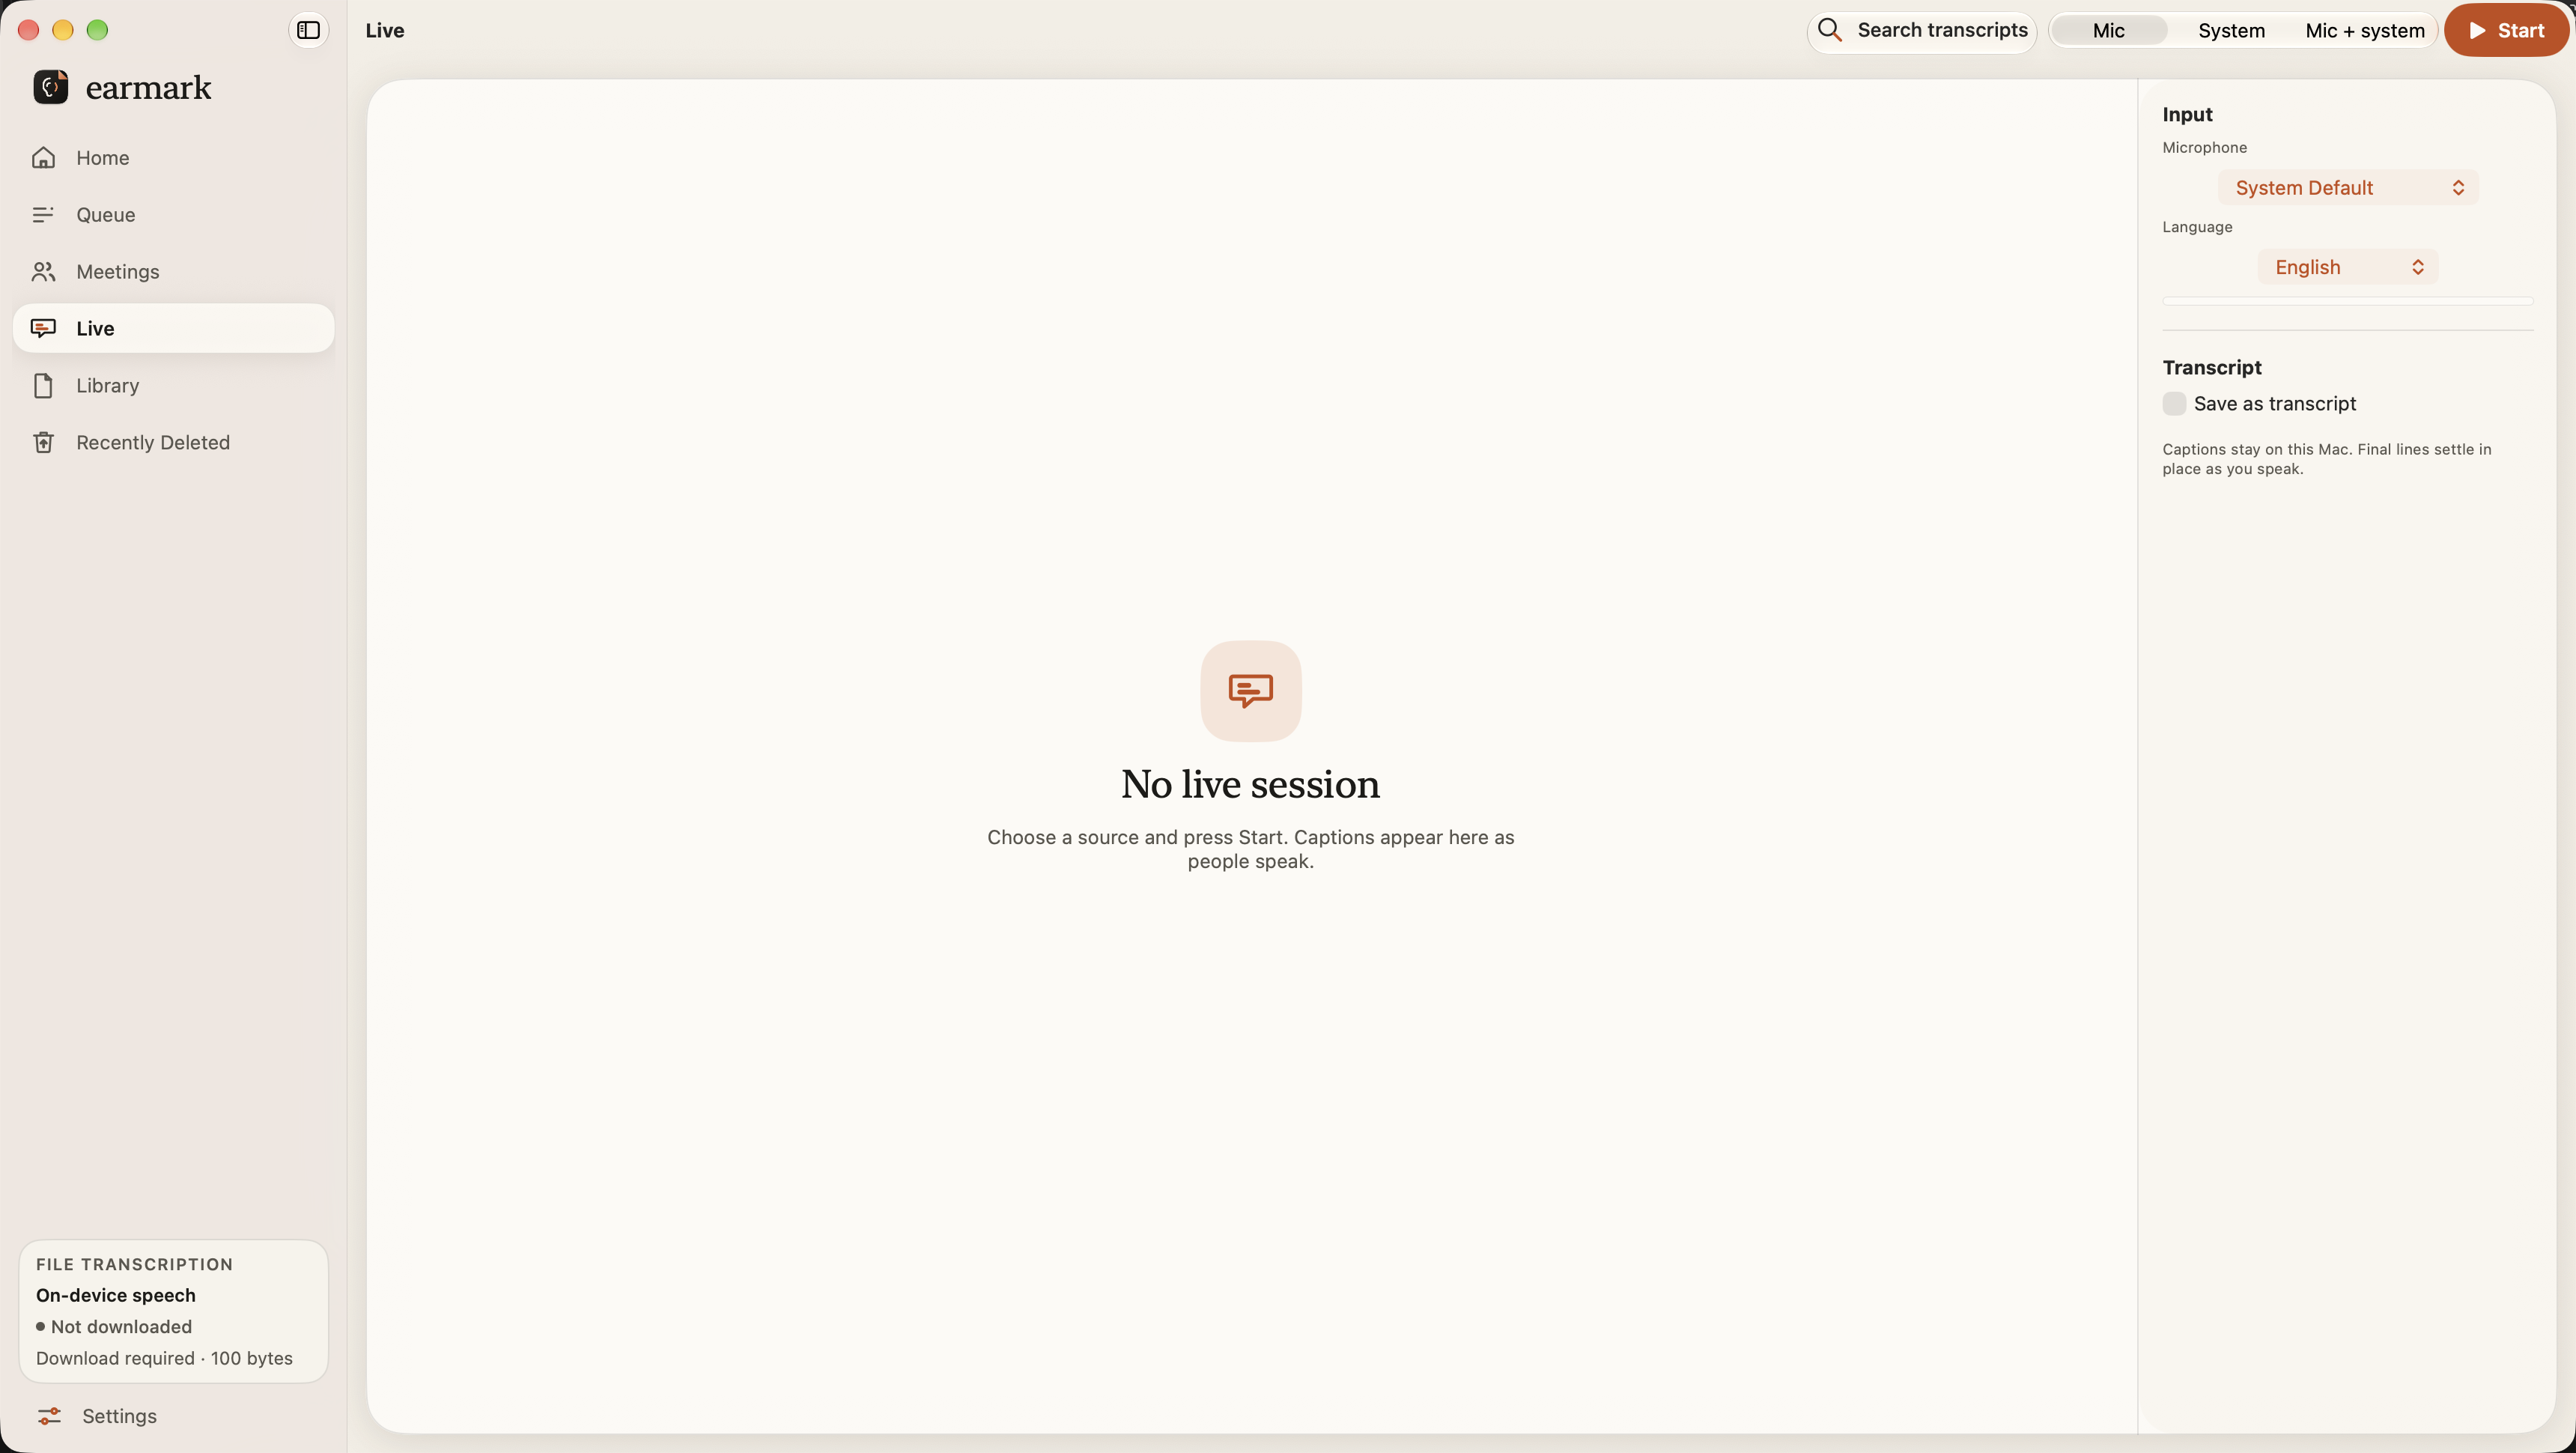 Live
Search transcripts
Mic
System
Mic + system
Start
earmark
Home
Queue
Meetings
Live
Library
Recently Deleted
FILE TRANSCRIPTION
On-device speech
Not downloaded
Download required · 100 bytes
Settings
No live session
Choose a source and press Start. Captions appear here as
people speak.
Input
Microphone
System Default
Language
English
Transcript
Save as transcript
Captions stay on this Mac. Final lines settle in
place as you speak.